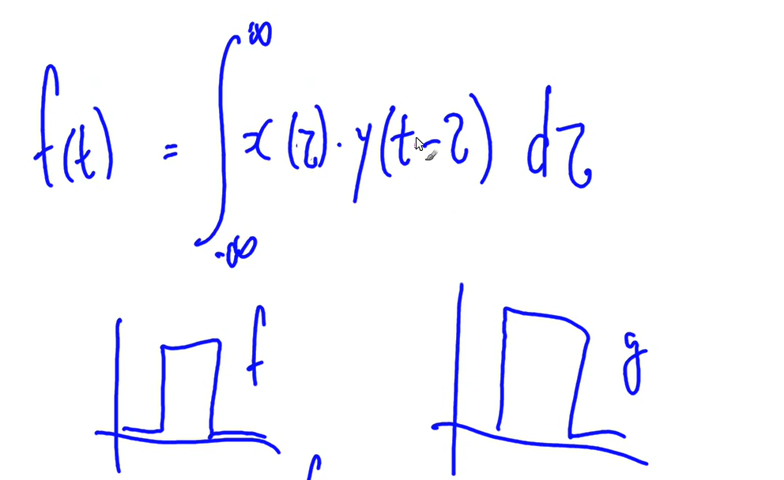 f(t) = ∫_{-∞}^{∞} x(τ) · y(t-τ) dτ
f
g
f